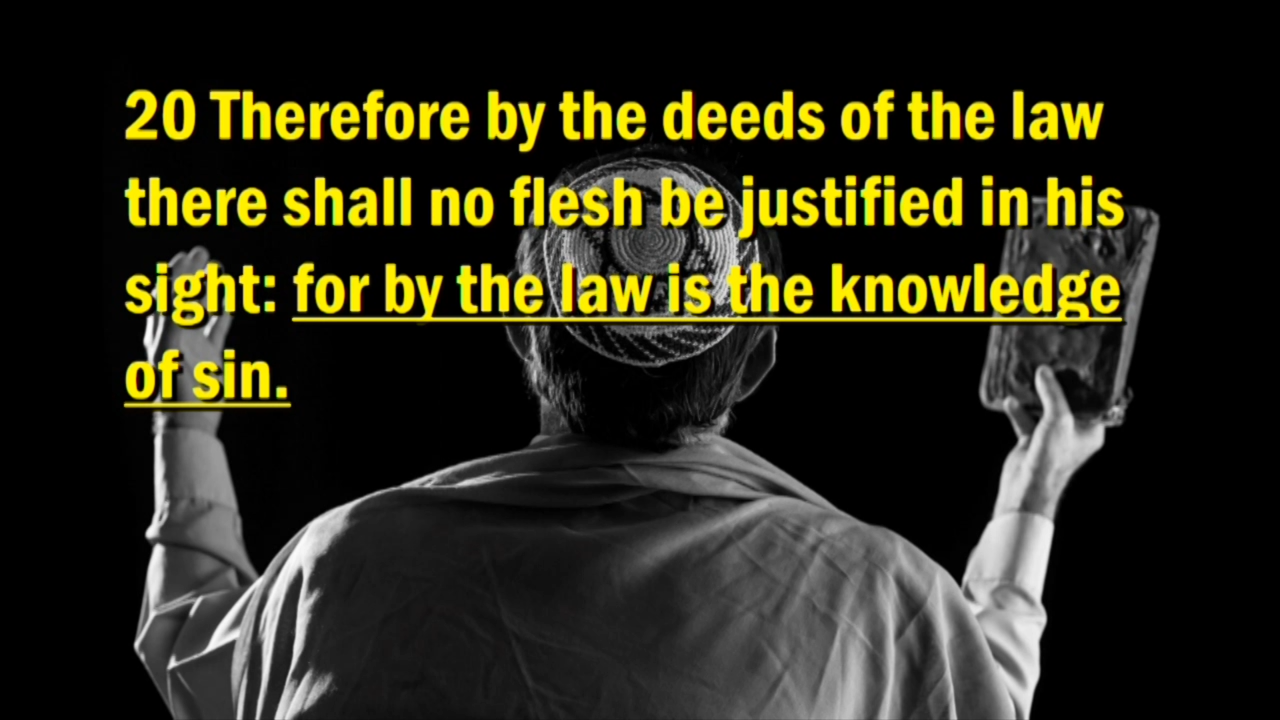 20 Therefore by the deeds of the law
there shall no flesh be justified in his
sight: for by the law is the knowledge
of sin.